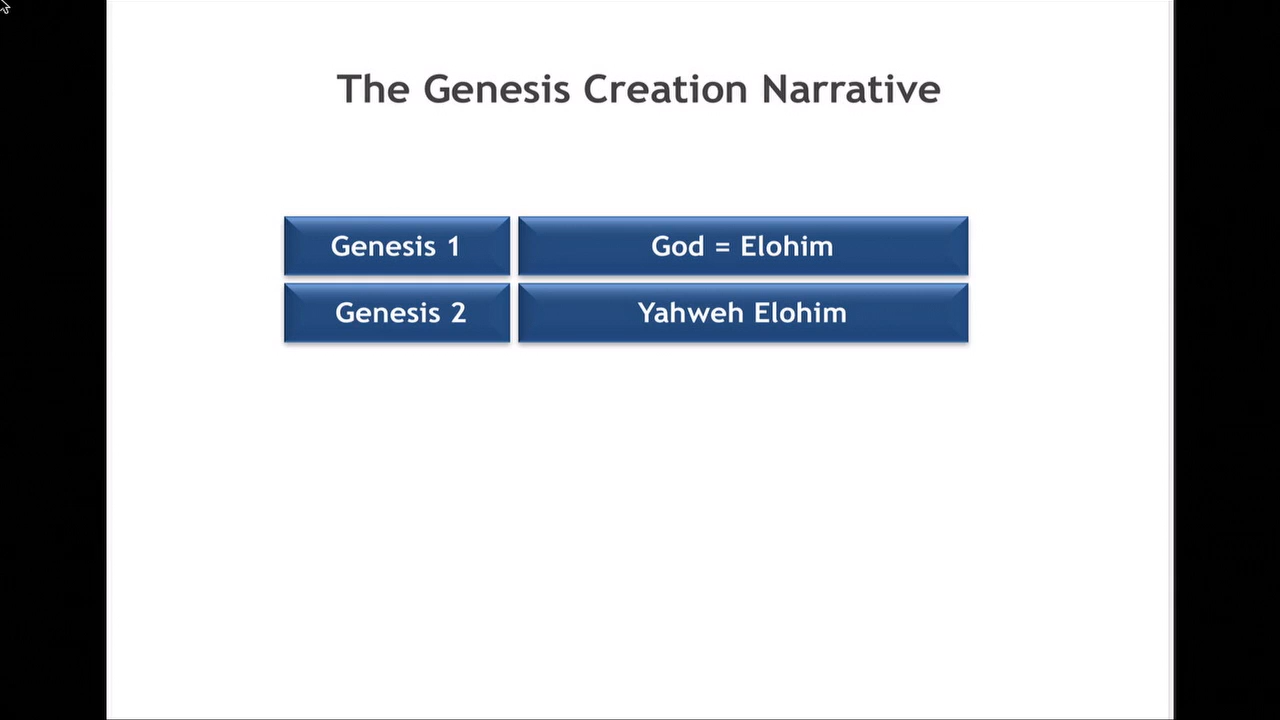 The Genesis Creation Narrative
Genesis 1 God = Elohim
Genesis 2 Yahweh Elohim